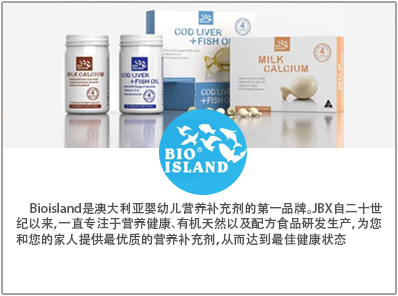 COD LIVER
+FISH OIL
MILK CALCIUM
COD LIVER
+FISH OIL
MILK
CALCIUM
COD LIVER
+FISH OIL
BIO
ISLAND
®
Bioisland是澳大利亚婴幼儿营养补充剂的第一品牌。JBX自二十世
纪以来,一直专注于营养健康、有机天然以及配方食品研发生产,为您
和您的家人提供最优质的营养补充剂,从而达到最佳健康状态